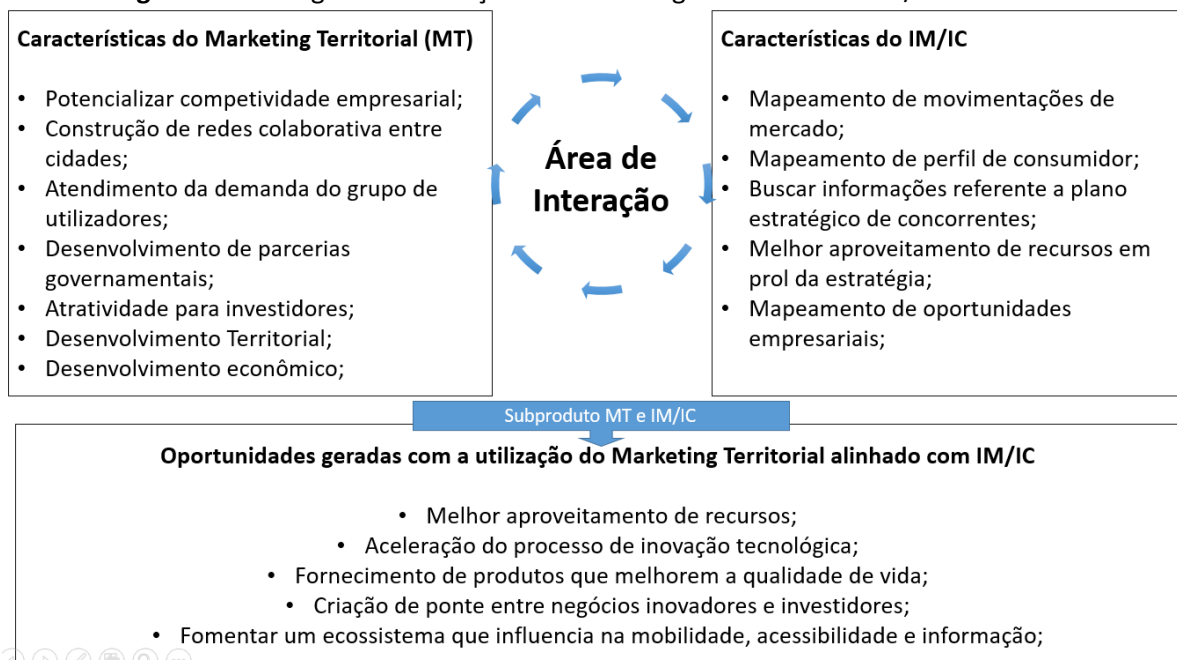 Características do Marketing Territorial (MT)
• Potencializar competividade empresarial;
• Construção de redes colaborativa entre
cidades;
• Atendimento da demanda do grupo de
utilizadores;
• Desenvolvimento de parcerias
governamentais;
• Atratividade para investidores;
• Desenvolvimento Territorial;
• Desenvolvimento econômico;
Área de
Interação
Características do IM/IC
• Mapeamento de movimentações de
mercado;
• Mapeamento de perfil de consumidor;
• Buscar informações referente a plano
estratégico de concorrentes;
• Melhor aproveitamento de recursos em
prol da estratégia;
• Mapeamento de oportunidades
empresariais;
Subproduto MT e IM/IC
Oportunidades geradas com a utilização do Marketing Territorial alinhado com IM/IC
• Melhor aproveitamento de recursos;
• Aceleração do processo de inovação tecnológica;
• Fornecimento de produtos que melhorem a qualidade de vida;
• Criação de ponte entre negócios inovadores e investidores;
• Fomentar um ecossistema que influencia na mobilidade, acessibilidade e informação;